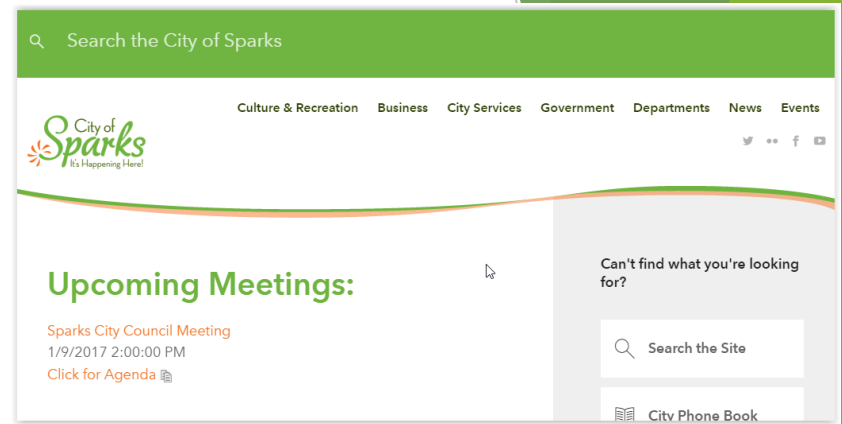 Search the City of Sparks
Culture & Recreation Business City Services Government Departments News Events
City of
Sparks
It's Happening Here!
Upcoming Meetings:
Sparks City Council Meeting
1/9/2017 2:00:00 PM
Click for Agenda
Can't find what you're looking
for?
Search the Site
City Phone Book